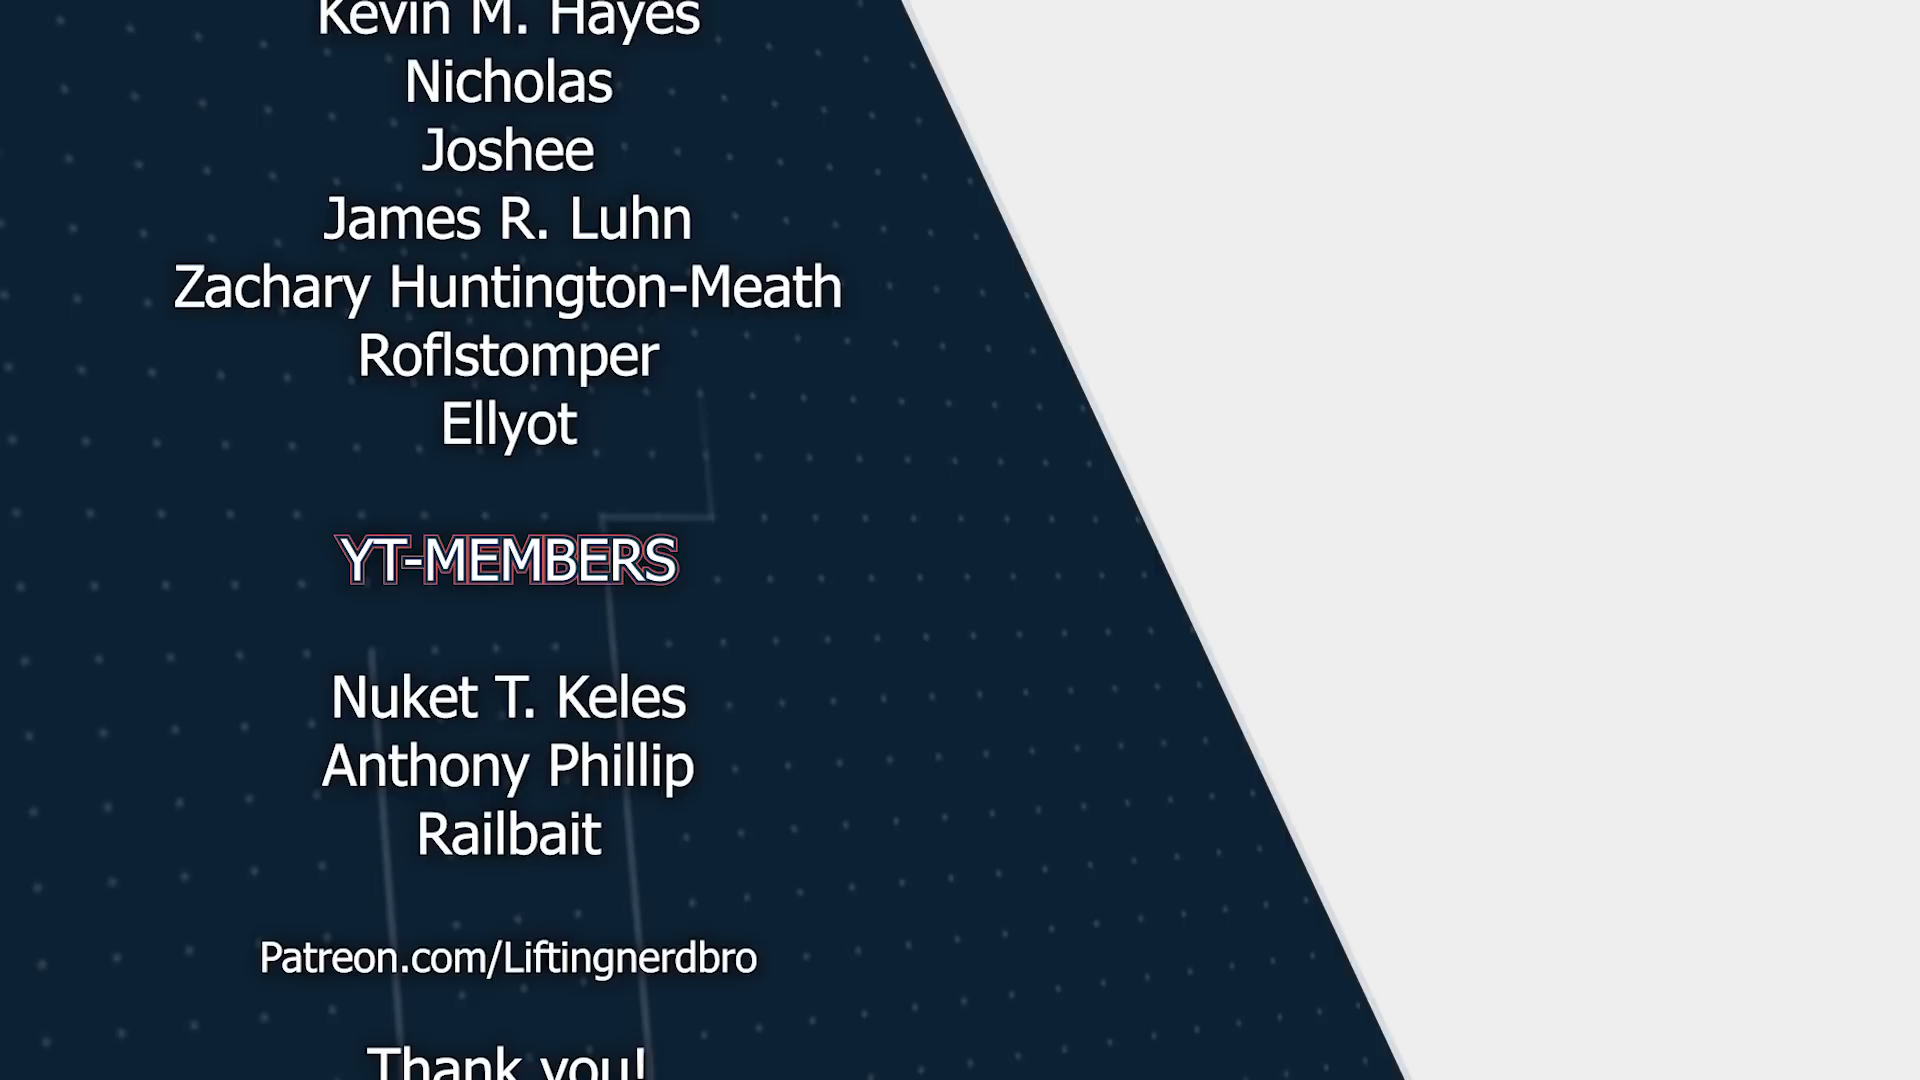 Kevin M. Hayes
Nicholas
Joshee
James R. Luhn
Zachary Huntington-Meath
Roflstomper
Ellyot
YT-MEMBERS
Nuket T. Keles
Anthony Phillip
Railbait
Patreon.com/Liftingnerdbro
Thank you!